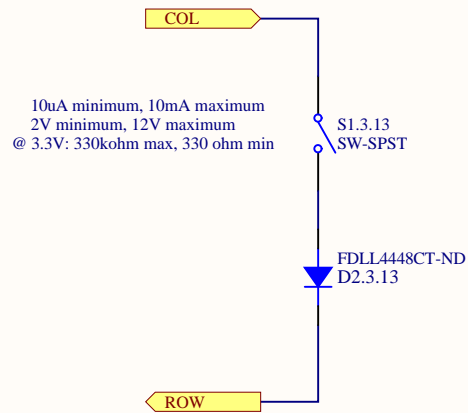 COL
10uA minimum, 10mA maximum
2V minimum, 12V maximum
@ 3.3V: 330kohm max, 330 ohm min
S1.3.13
SW-SPST
FDLL4448CT-ND
D2.3.13
ROW